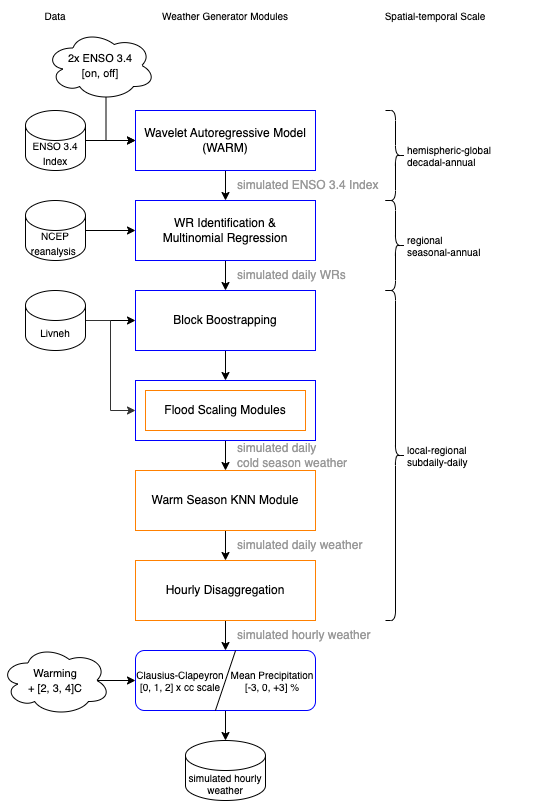 Data
Weather Generator Modules
Spatial-temporal Scale
2x ENSO 3.4
[on, off]
ENSO 3.4
Index
Wavelet Autoregressive Model
(WARM)
hemispheric-global
decadal-annual
simulated ENSO 3.4 Index
NCEP
reanalysis
WR Identification &
Multinomial Regression
regional
seasonal-annual
simulated daily WRs
Livneh
Block Boostrapping
Flood Scaling Modules
simulated daily
cold season weather
local-regional
subdaily-daily
Warm Season KNN Module
simulated daily weather
Hourly Disaggregation
simulated hourly weather
Warming
+ [2, 3, 4]C
Clausius-Clapeyron
[0, 1, 2] x cc scale
Mean Precipitation
[-3, 0, +3] %
simulated hourly
weather